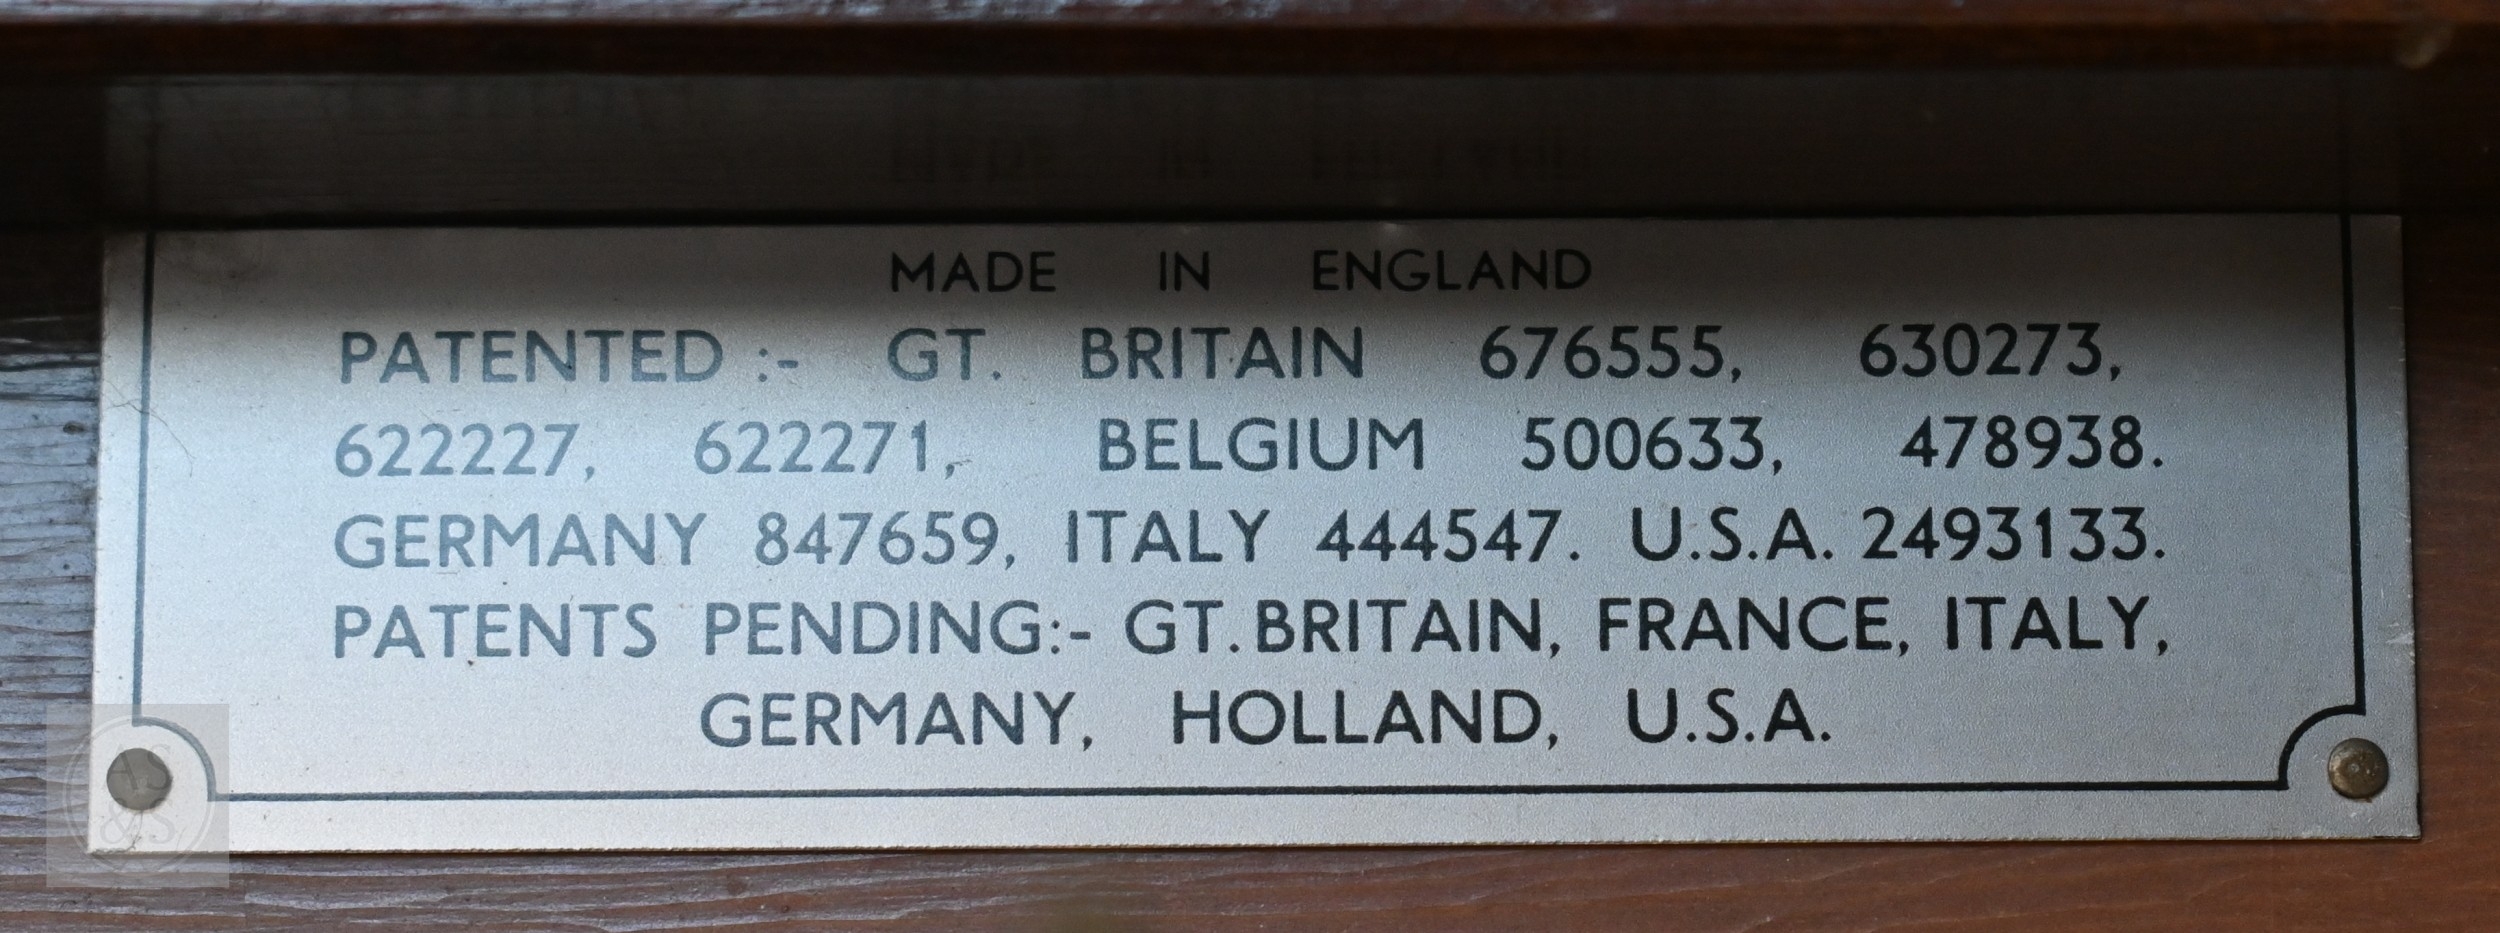 MADE IN ENGLAND
PATENTED :- GT. BRITAIN 676555, 630273,
622227, 622271, BELGIUM 500633, 478938.
GERMANY 847659, ITALY 444547. U.S.A. 2493133.
PATENTS PENDING:- GT. BRITAIN, FRANCE, ITALY,
GERMANY, HOLLAND, U.S.A.
AS
&S